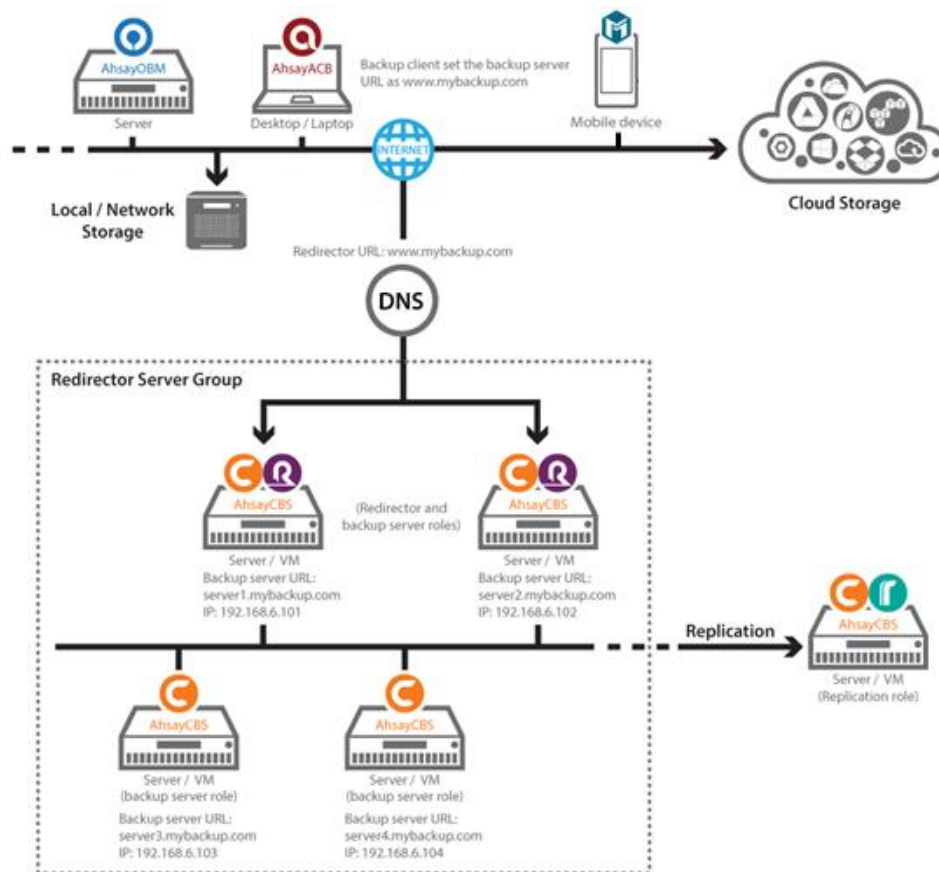 AhsayOBM
Server
AhsayACB
Desktop / Laptop
Backup client set the backup server
URL as www.mybackup.com
Mobile device
INTERNET
Cloud Storage
Local / Network
Storage
Redirector URL: www.mybackup.com
DNS
Redirector Server Group
AhsayCBS
Server / VM
Backup server URL:
server1.mybackup.com
IP: 192.168.6.101
(Redirector and
backup server roles)
AhsayCBS
Server / VM
Backup server URL:
server2.mybackup.com
IP: 192.168.6.102
Replication
AhsayCBS
Server / VM
(Replication role)
AhsayCBS
Server / VM
(backup server role)
Backup server URL:
server3.mybackup.com
IP: 192.168.6.103
AhsayCBS
Server / VM
(backup server role)
Backup server URL:
server4.mybackup.com
IP: 192.168.6.104